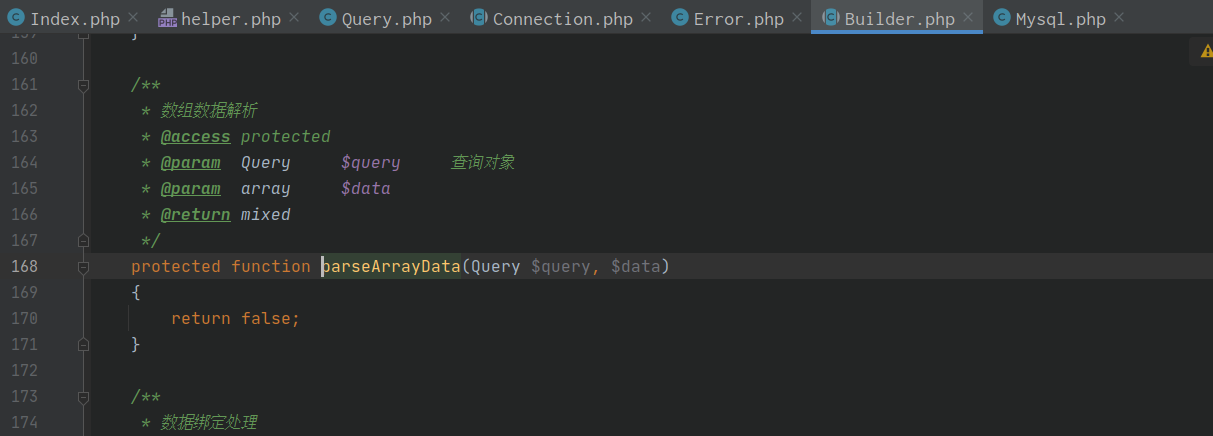 Index.php helper.php Query.php Connection.php Error.php Builder.php Mysql.php
159 }
160
161 /**
162 * 数组数据解析
163 * @access protected
164 * @param Query $query 查询对象
165 * @param array $data
166 * @return mixed
167 */
168 protected function parseArrayData(Query $query, $data)
169 {
170 return false;
171 }
172
173 /**
174 * 数据绑定处理